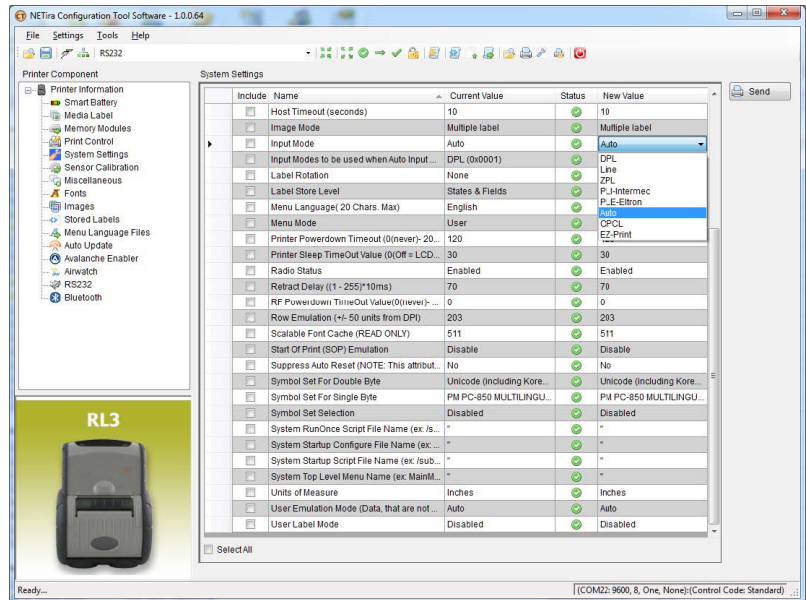 NETira Configuration Tool Software - 1.0.0.64
File Settings Tools Help
RS232
Printer Component
System Settings
Printer Information
Smart Battery
Media Label
Memory Modules
Print Control
System Settings
Sensor Calibration
Miscellaneous
Fonts
Images
Stored Labels
Menu Language Files
Auto Update
Avalanche Enabler
Airwatch
RS232
Bluetooth
Include Name Current Value Status New Value
Send
Host Timeout (seconds) 10 10
Image Mode Multiple label Multiple label
Input Mode Auto Auto
Input Modes to be used when Auto Input ... DPL (0x0001)
Label Rotation None
Label Store Level States & Fields
Menu Language( 20 Chars. Max) English
Menu Mode User
DPL
Line
ZPL
PLI-Intermec
PLE-Eltron
Auto
CPCL
EZ-Print
Printer Powerdown Timeout (0(never)- 20... 120
Printer Sleep TimeOut Value (0(Off = LCD... 30 30
Radio Status Enabled Enabled
Retract Delay ((1 - 255)*10ms) 70 70
RF Powerdown TimeOut Value(0(never)- ... 0 0
Row Emulation (+/- 50 units from DPI) 203 203
Scalable Font Cache (READ ONLY) 511 511
Start Of Print (SOP) Emulation Disable Disable
Suppress Auto Reset (NOTE: This attribut... No No
Symbol Set For Double Byte Unicode (including Kore... Unicode (including Kore...
Symbol Set For Single Byte PM PC-850 MULTILINGU... PM PC-850 MULTILINGU...
Symbol Set Selection Disabled Disabled
System RunOnce Script File Name (ex: /s... " "
System Startup Configure File Name (ex: ... " "
System Startup Script File Name (ex: /sub... " "
System Top Level Menu Name (ex: MainM... " "
Units of Measure Inches Inches
User Emulation Mode (Data, that are not ... Auto Auto
User Label Mode Disabled Disabled
RL3
Select All
Ready...
(COM22: 9600, 8, One, None):(Control Code: Standard)